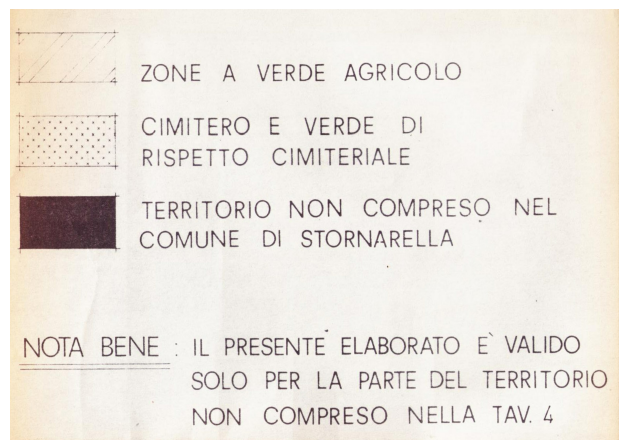 ZONE A VERDE AGRICOLO
CIMITERO E VERDE DI
RISPETTO CIMITERIALE
TERRITORIO NON COMPRESO NEL
COMUNE DI STORNARELLA
NOTA BENE : IL PRESENTE ELABORATO E' VALIDO
SOLO PER LA PARTE DEL TERRITORIO
NON COMPRESO NELLA TAV. 4